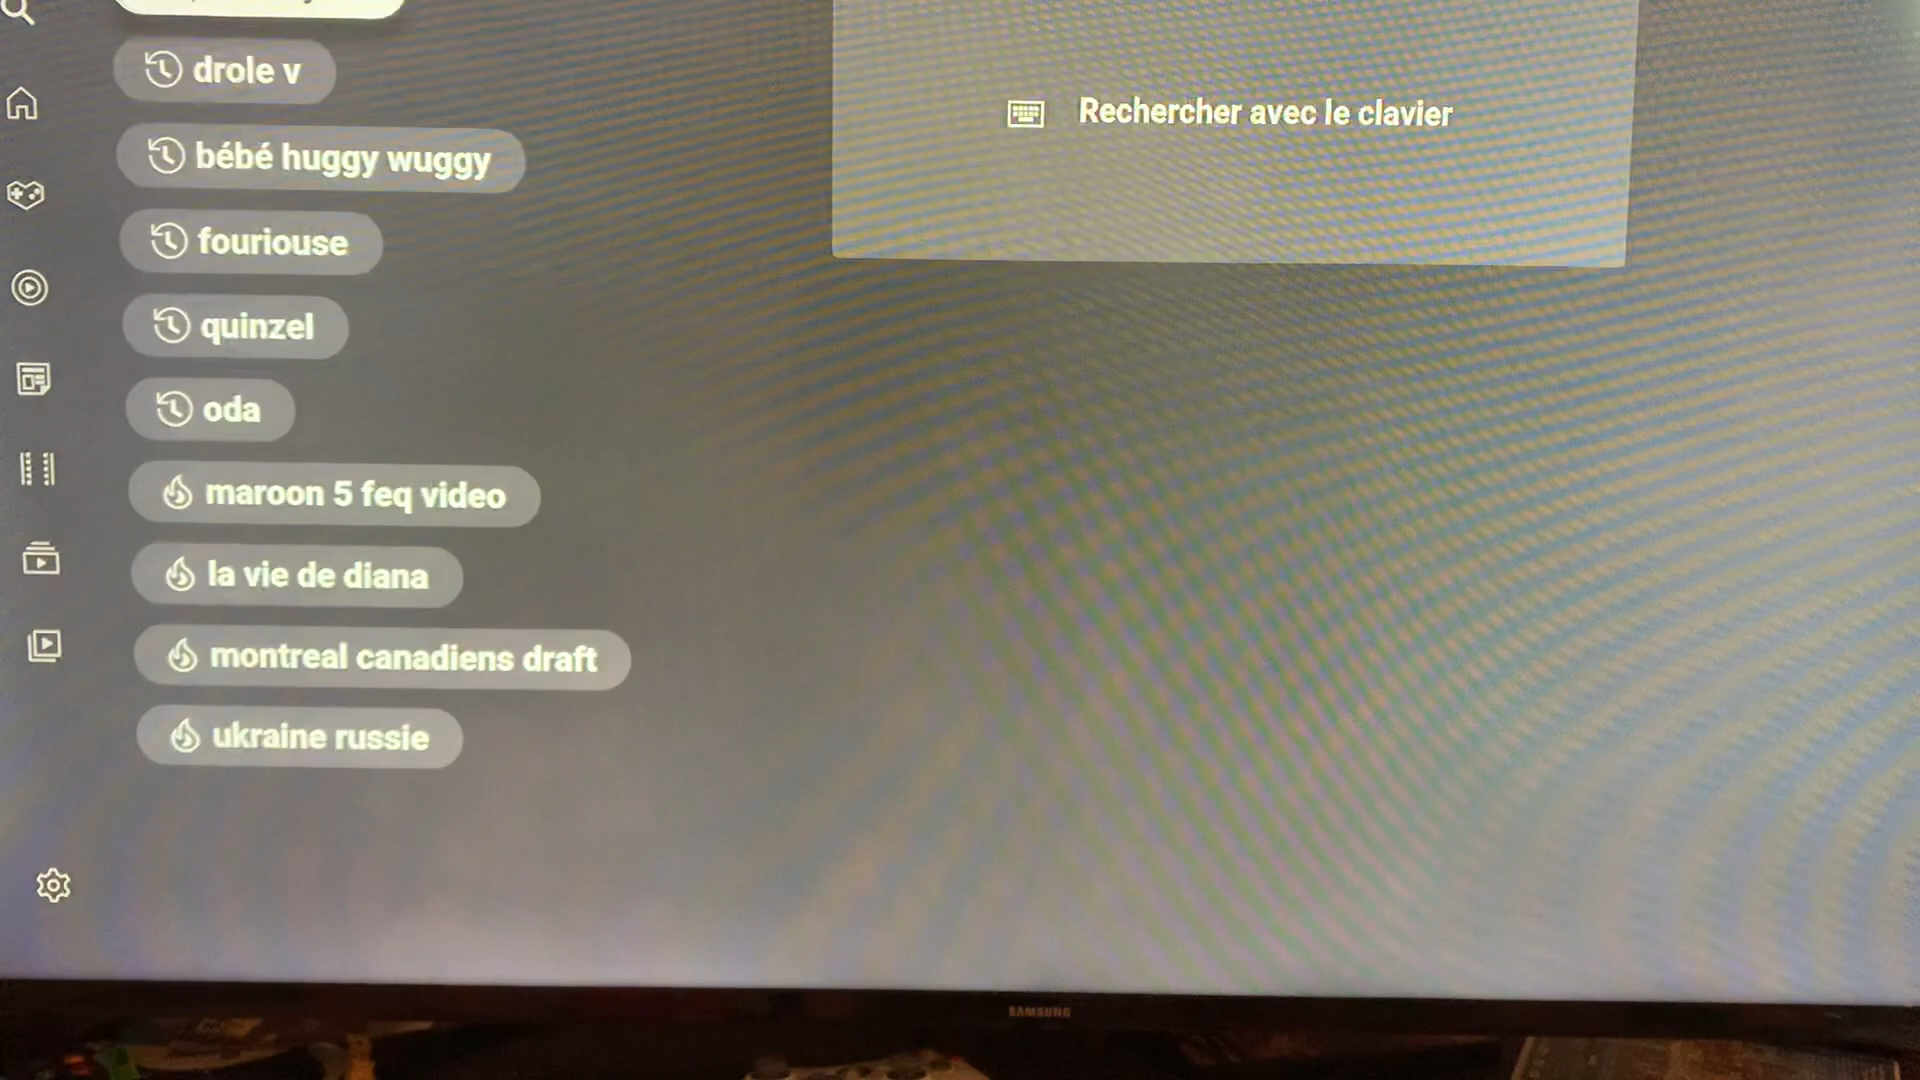 drole v
bébé huggy wuggy
fouriouse
quinzel
oda
maroon 5 feq video
la vie de diana
montreal canadiens draft
ukraine russie
Rechercher avec le clavier
SAMSUNG